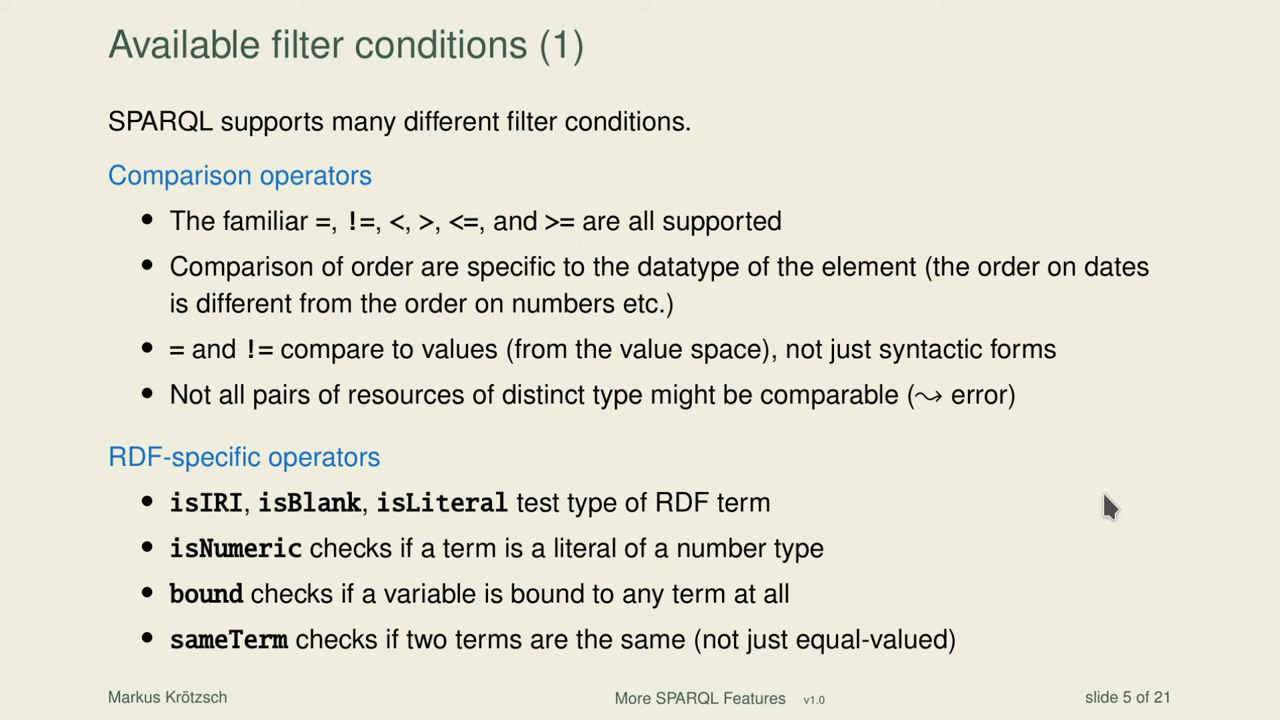 Available filter conditions (1)
SPARQL supports many different filter conditions.
Comparison operators
• The familiar =, !=, <, >, <=, and >= are all supported
• Comparison of order are specific to the datatype of the element (the order on dates
is different from the order on numbers etc.)
• = and != compare to values (from the value space), not just syntactic forms
• Not all pairs of resources of distinct type might be comparable (⤳ error)
RDF-specific operators
• isIRI, isBlank, isLiteral test type of RDF term
• isNumeric checks if a term is a literal of a number type
• bound checks if a variable is bound to any term at all
• sameTerm checks if two terms are the same (not just equal-valued)
Markus Krötzsch More SPARQL Features v1.0 slide 5 of 21